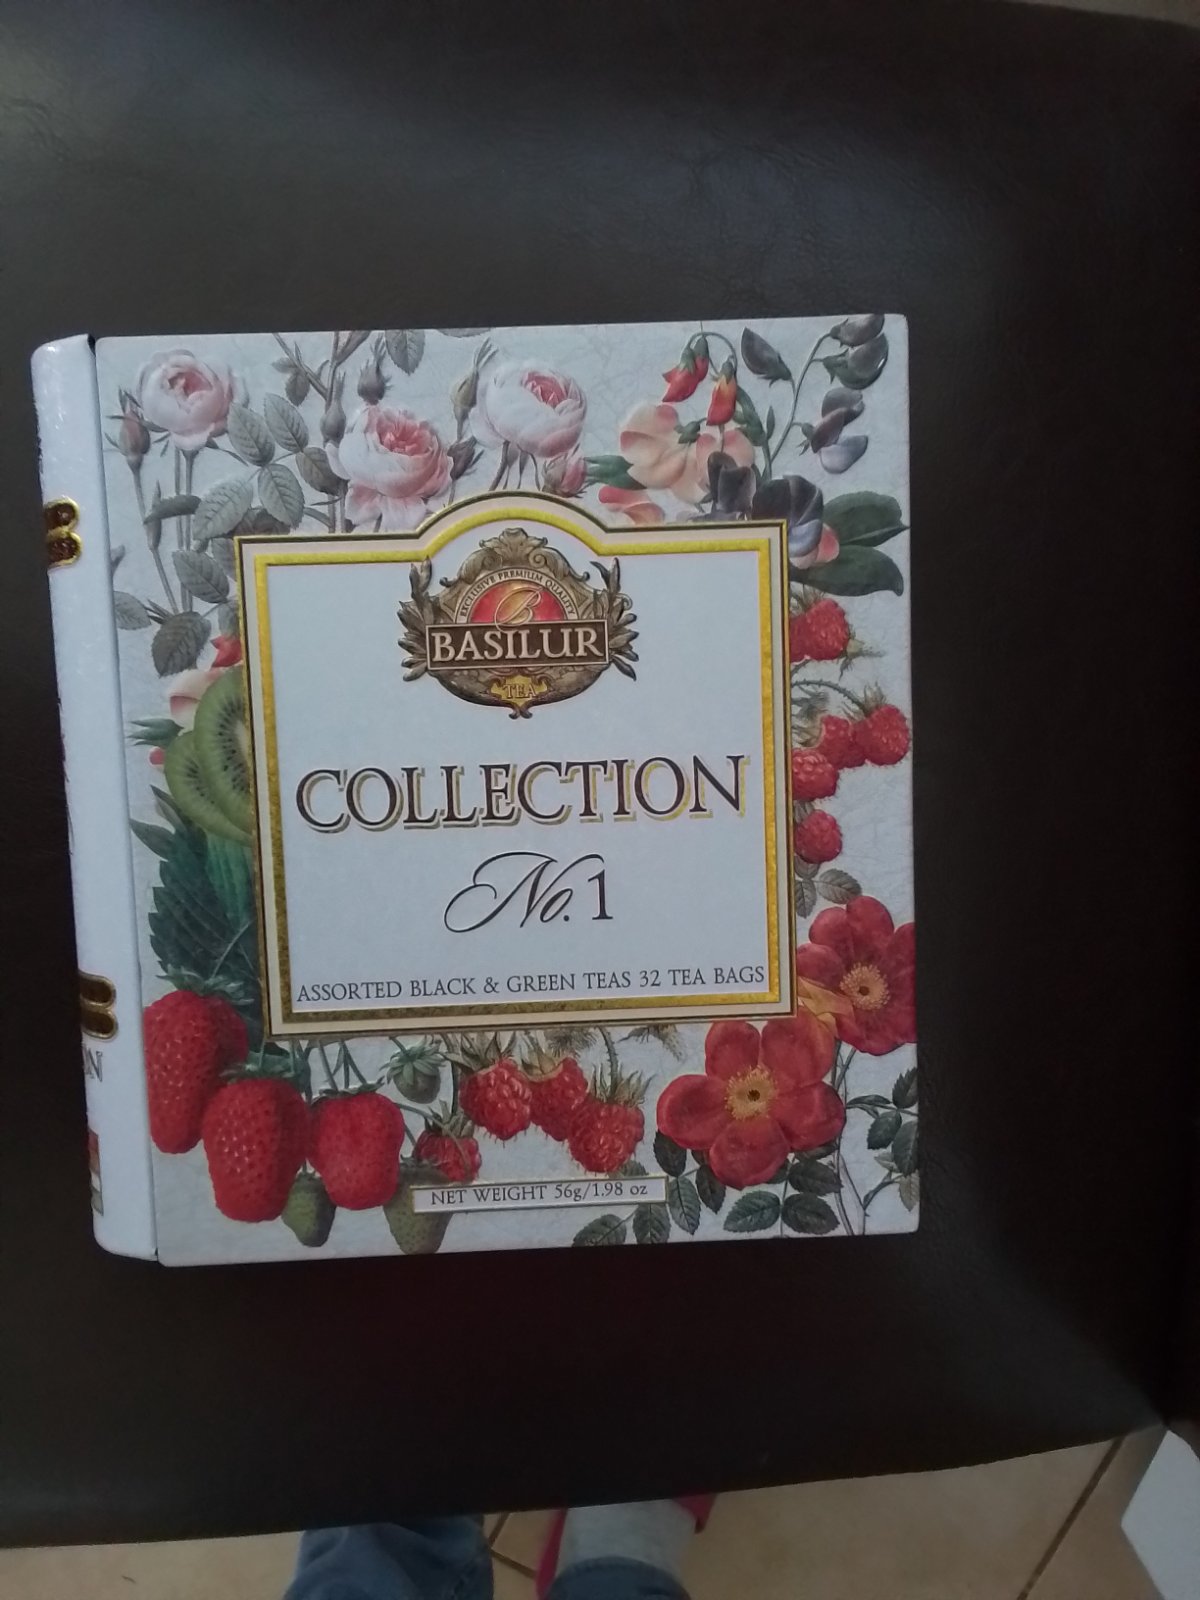 EXCLUSIVE PREMIUM QUALITY
B
BASILUR
TEA
COLLECTION
No. 1
ASSORTED BLACK & GREEN TEAS 32 TEA BAGS
NET WEIGHT 56g/1.98 oz